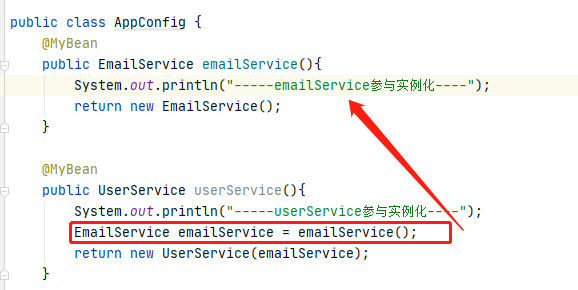 public class AppConfig {
@MyBean
public EmailService emailService(){
System.out.println("-----emailService参与实例化----");
return new EmailService();
}
@MyBean
public UserService userService(){
System.out.println("-----userService参与实例化----");
EmailService emailService = emailService();
return new UserService(emailService);
}